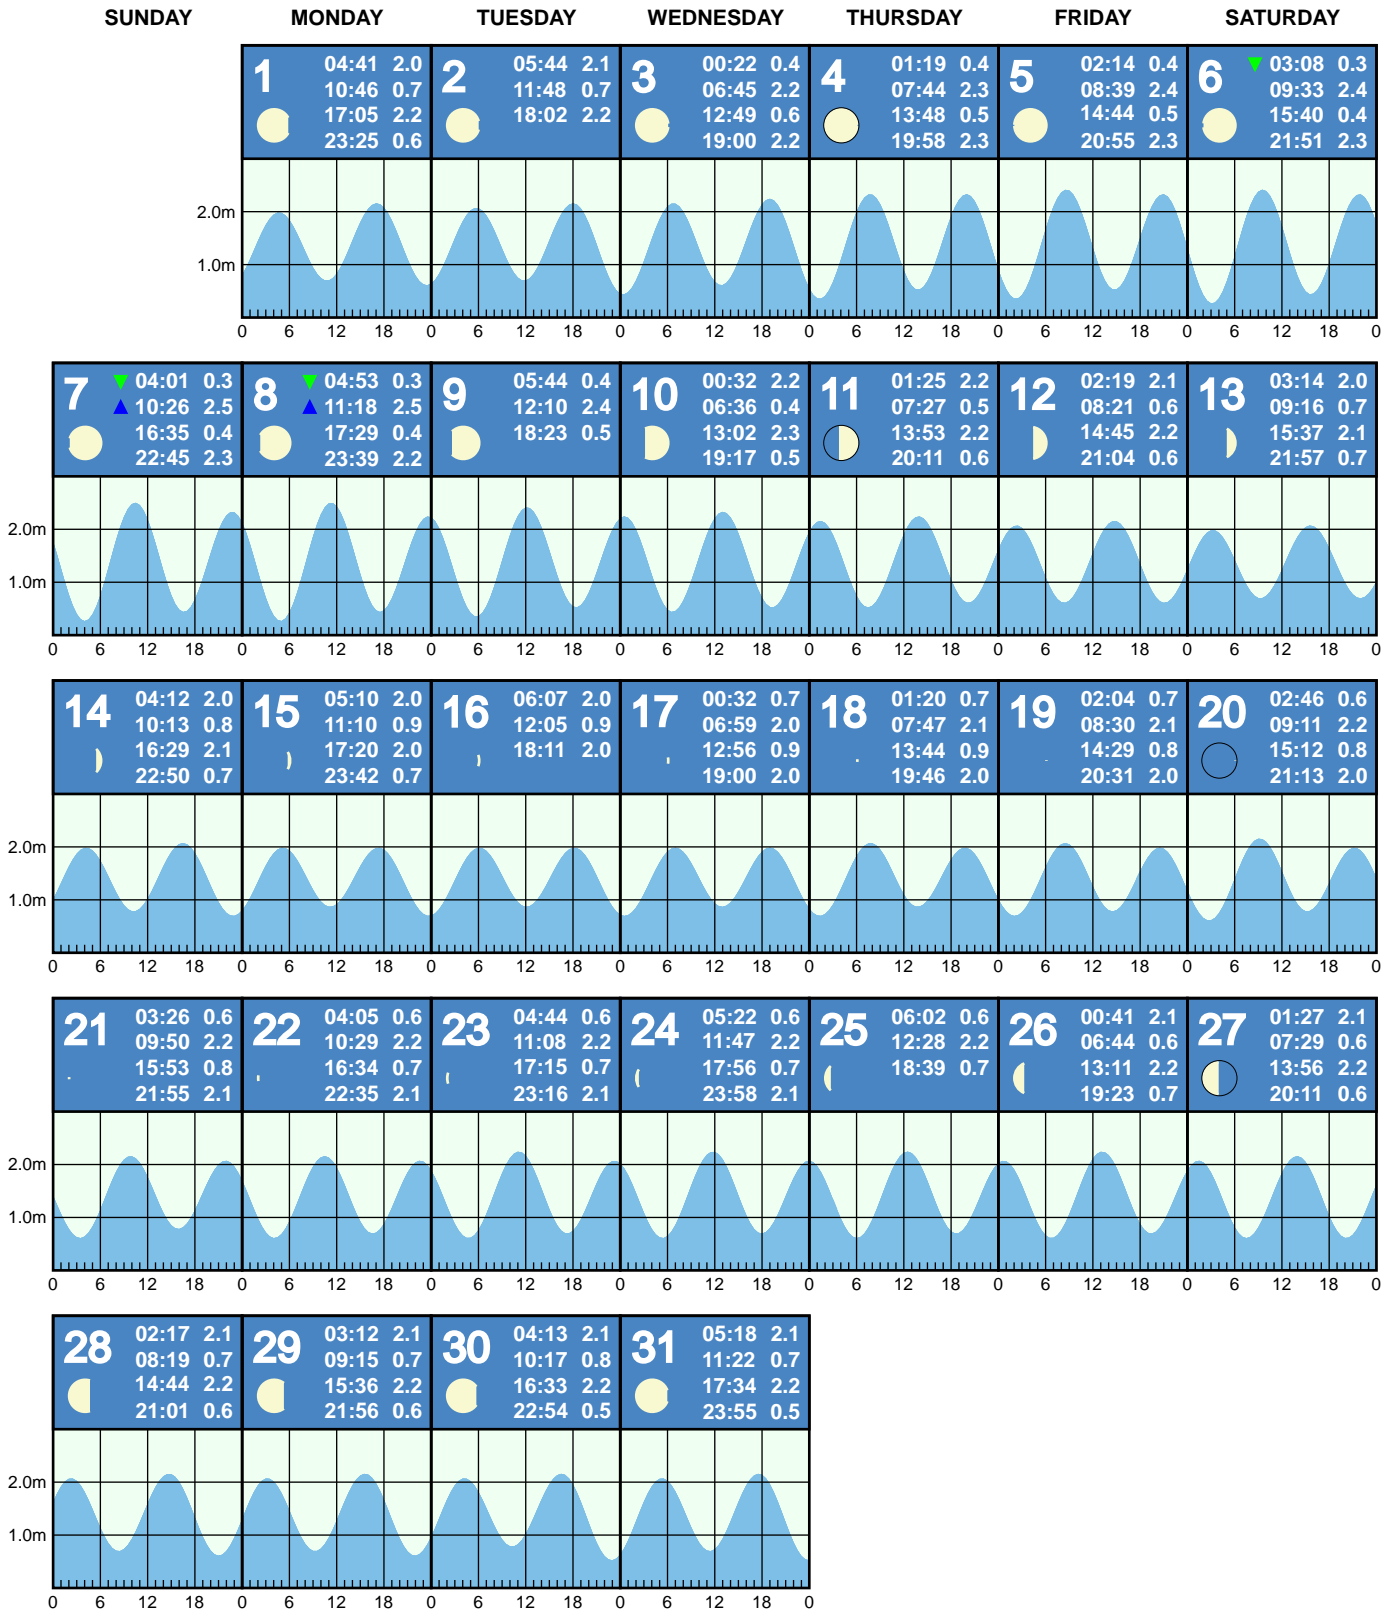 SUNDAY MONDAY TUESDAY WEDNESDAY THURSDAY FRIDAY SATURDAY
1 04:41 2.0
10:46 0.7
17:05 2.2
23:25 0.6
2 05:44 2.1
11:48 0.7
18:02 2.2
3 00:22 0.4
06:45 2.2
12:49 0.6
19:00 2.2
4 01:19 0.4
07:44 2.3
13:48 0.5
19:58 2.3
5 02:14 0.4
08:39 2.4
14:44 0.5
20:55 2.3
6 03:08 0.3
09:33 2.4
15:40 0.4
21:51 2.3
2.0m
1.0m
0 6 12 18 0 6 12 18 0 6 12 18 0 6 12 18 0 6 12 18 0 6 12 18 0
7 04:01 0.3
10:26 2.5
16:35 0.4
22:45 2.3
8 04:53 0.3
11:18 2.5
17:29 0.4
23:39 2.2
9 05:44 0.4
12:10 2.4
18:23 0.5
10 00:32 2.2
06:36 0.4
13:02 2.3
19:17 0.5
11 01:25 2.2
07:27 0.5
13:53 2.2
20:11 0.6
12 02:19 2.1
08:21 0.6
14:45 2.2
21:04 0.6
13 03:14 2.0
09:16 0.7
15:37 2.1
21:57 0.7
2.0m
1.0m
0 6 12 18 0 6 12 18 0 6 12 18 0 6 12 18 0 6 12 18 0 6 12 18 0 6 12 18 0
14 04:12 2.0
10:13 0.8
16:29 2.1
22:50 0.7
15 05:10 2.0
11:10 0.9
17:20 2.0
23:42 0.7
16 06:07 2.0
12:05 0.9
18:11 2.0
17 00:32 0.7
06:59 2.0
12:56 0.9
19:00 2.0
18 01:20 0.7
07:47 2.1
13:44 0.9
19:46 2.0
19 02:04 0.7
08:30 2.1
14:29 0.8
20:31 2.0
20 02:46 0.6
09:11 2.2
15:12 0.8
21:13 2.0
2.0m
1.0m
0 6 12 18 0 6 12 18 0 6 12 18 0 6 12 18 0 6 12 18 0 6 12 18 0 6 12 18 0
21 03:26 0.6
09:50 2.2
15:53 0.8
21:55 2.1
22 04:05 0.6
10:29 2.2
16:34 0.7
22:35 2.1
23 04:44 0.6
11:08 2.2
17:15 0.7
23:16 2.1
24 05:22 0.6
11:47 2.2
17:56 0.7
23:58 2.1
25 06:02 0.6
12:28 2.2
18:39 0.7
26 00:41 2.1
06:44 0.6
13:11 2.2
19:23 0.7
27 01:27 2.1
07:29 0.6
13:56 2.2
20:11 0.6
2.0m
1.0m
0 6 12 18 0 6 12 18 0 6 12 18 0 6 12 18 0 6 12 18 0 6 12 18 0 6 12 18 0
28 02:17 2.1
08:19 0.7
14:44 2.2
21:01 0.6
29 03:12 2.1
09:15 0.7
15:36 2.2
21:56 0.6
30 04:13 2.1
10:17 0.8
16:33 2.2
22:54 0.5
31 05:18 2.1
11:22 0.7
17:34 2.2
23:55 0.5
2.0m
1.0m
0 6 12 18 0 6 12 18 0 6 12 18 0 6 12 18 0